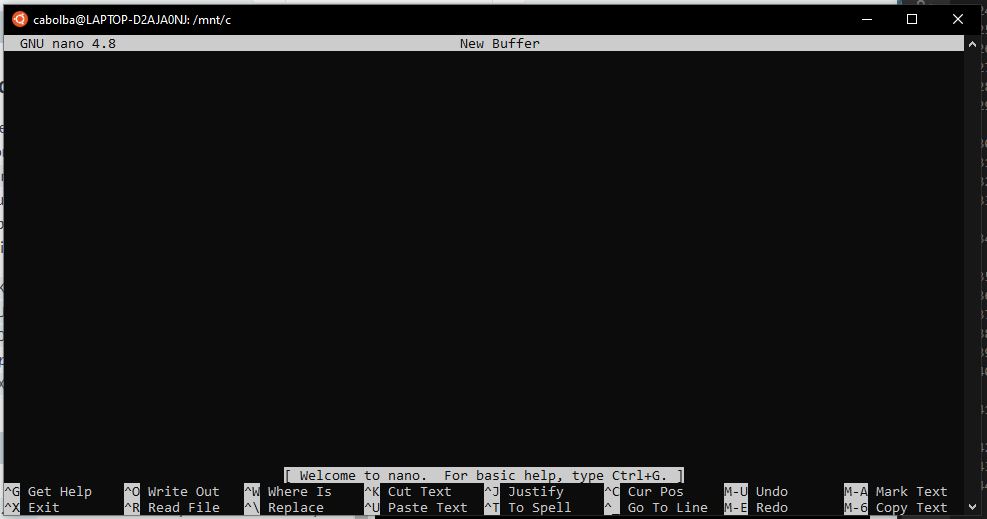 cabolba@LAPTOP-D2AJA0NJ: /mnt/c
GNU nano 4.8 New Buffer
[ Welcome to nano.  For basic help, type Ctrl+G. ]
^G Get Help ^O Write Out ^W Where Is ^K Cut Text ^J Justify ^C Cur Pos M-U Undo M-A Mark Text
^X Exit ^R Read File ^\ Replace ^U Paste Text ^T To Spell ^_ Go To Line M-E Redo M-6 Copy Text